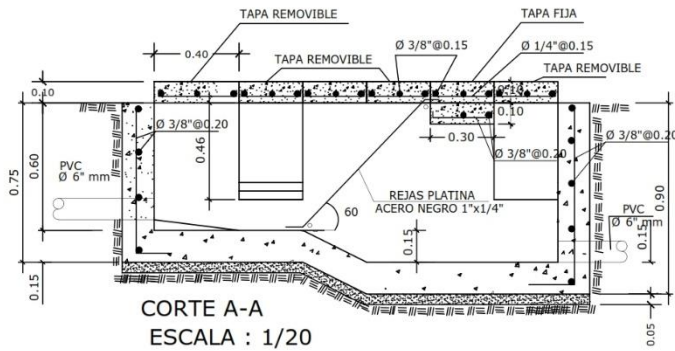 TAPA REMOVIBLE
TAPA FIJA
0.40
TAPA REMOVIBLE
Ø 3/8"@0.15
Ø 1/4"@0.15
TAPA REMOVIBLE
0.10
0.10
0.10
Ø 3/8"@0.20
0.30
Ø 3/8"@0.20
Ø 3/8"@0.20
0.75
0.60
0.46
PVC
Ø 6" mm
REJAS PLATINA
ACERO NEGRO 1"x1/4"
60
PVC
Ø 6" mm
0.90
0.15
0.15
0.15
0.05
CORTE A-A
ESCALA : 1/20